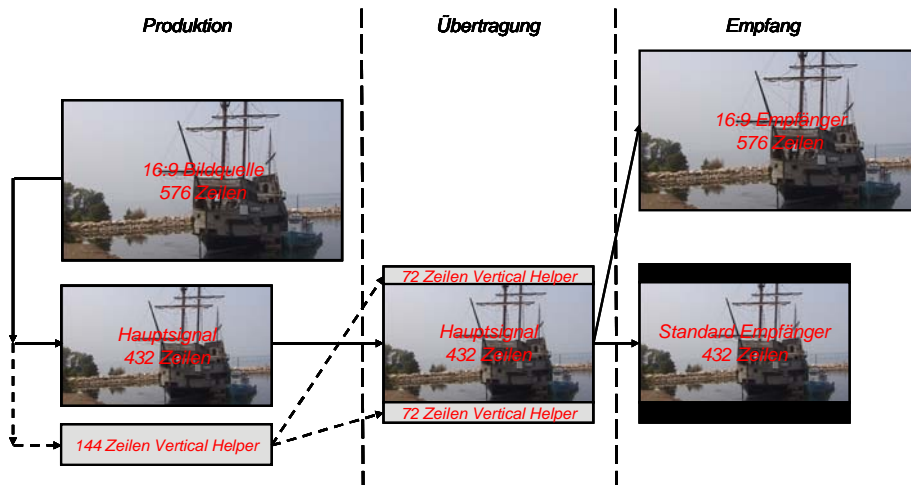 Produktion
Übertragung
Empfang
16:9 Bildquelle
576 Zeilen
16:9 Empfänger
576 Zeilen
72 Zeilen Vertical Helper
Hauptsignal
432 Zeilen
Hauptsignal
432 Zeilen
Standard Empfänger
432 Zeilen
72 Zeilen Vertical Helper
144 Zeilen Vertical Helper